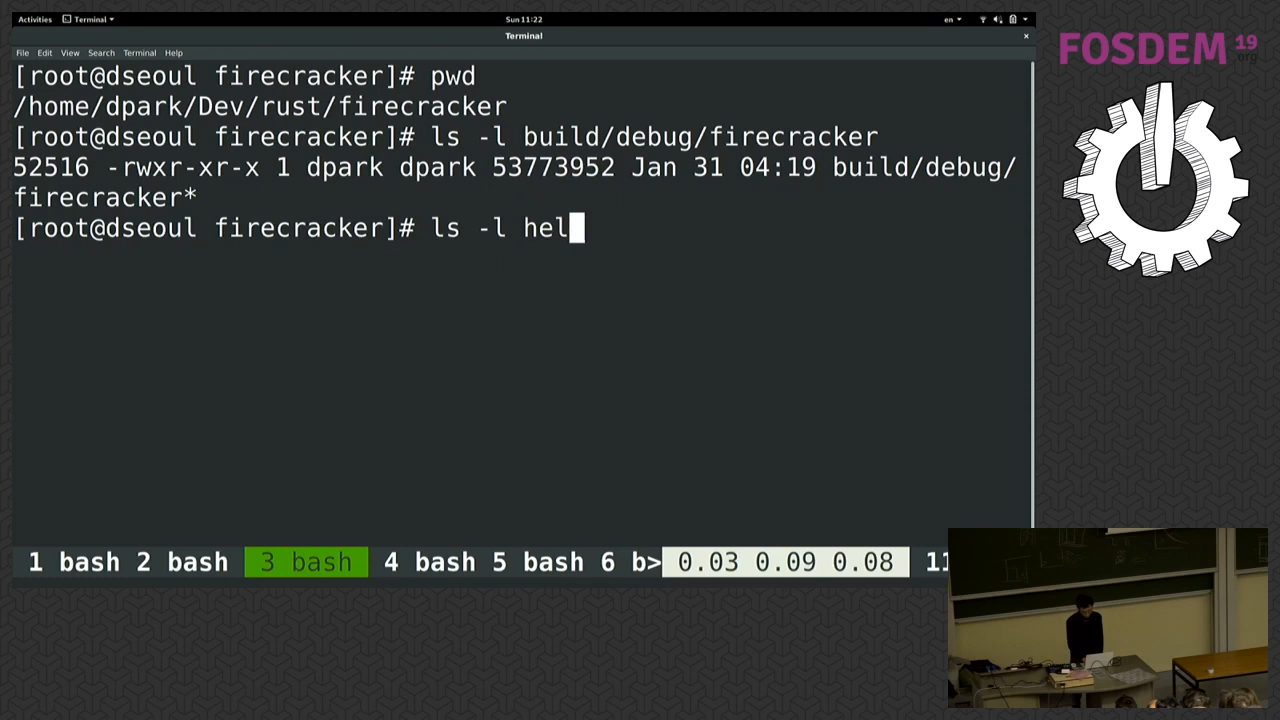 Activities Terminal Sun 11:22 en
Terminal ×
File Edit View Search Terminal Help
[root@dseoul firecracker]# pwd
/home/dpark/Dev/rust/firecracker
[root@dseoul firecracker]# ls -l build/debug/firecracker
52516 -rwxr-xr-x 1 dpark dpark 53773952 Jan 31 04:19 build/debug/
firecracker*
[root@dseoul firecracker]# ls -l hel
1 bash 2 bash 3 bash 4 bash 5 bash 6 b> 0.03 0.09 0.08 11
FOSDEM 19
.org